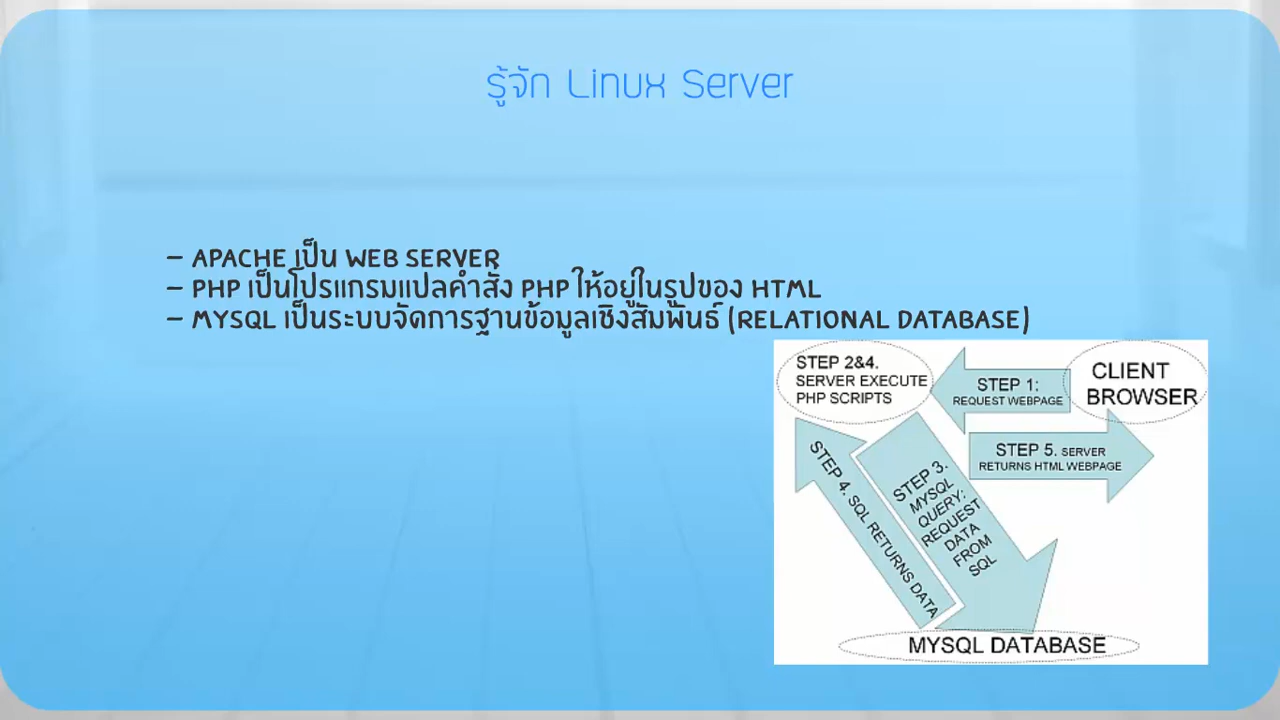 รู้จัก Linux Server
- APACHE เป็น WEB SERVER
- PHP เป็นโปรแกรมแปลคำสั่ง PHP ให้อยู่ในรูปของ HTML
- MYSQL เป็นระบบจัดการฐานข้อมูลเชิงสัมพันธ์ (RELATIONAL DATABASE)
STEP 2&4.
SERVER EXECUTE
PHP SCRIPTS
STEP 1:
REQUEST WEBPAGE
CLIENT
BROWSER
STEP 5. SERVER
RETURNS HTML WEBPAGE
STEP 4. SQL RETURNS DATA
STEP 3.
MYSQL
QUERY:
REQUEST
DATA
FROM
SQL
MYSQL DATABASE